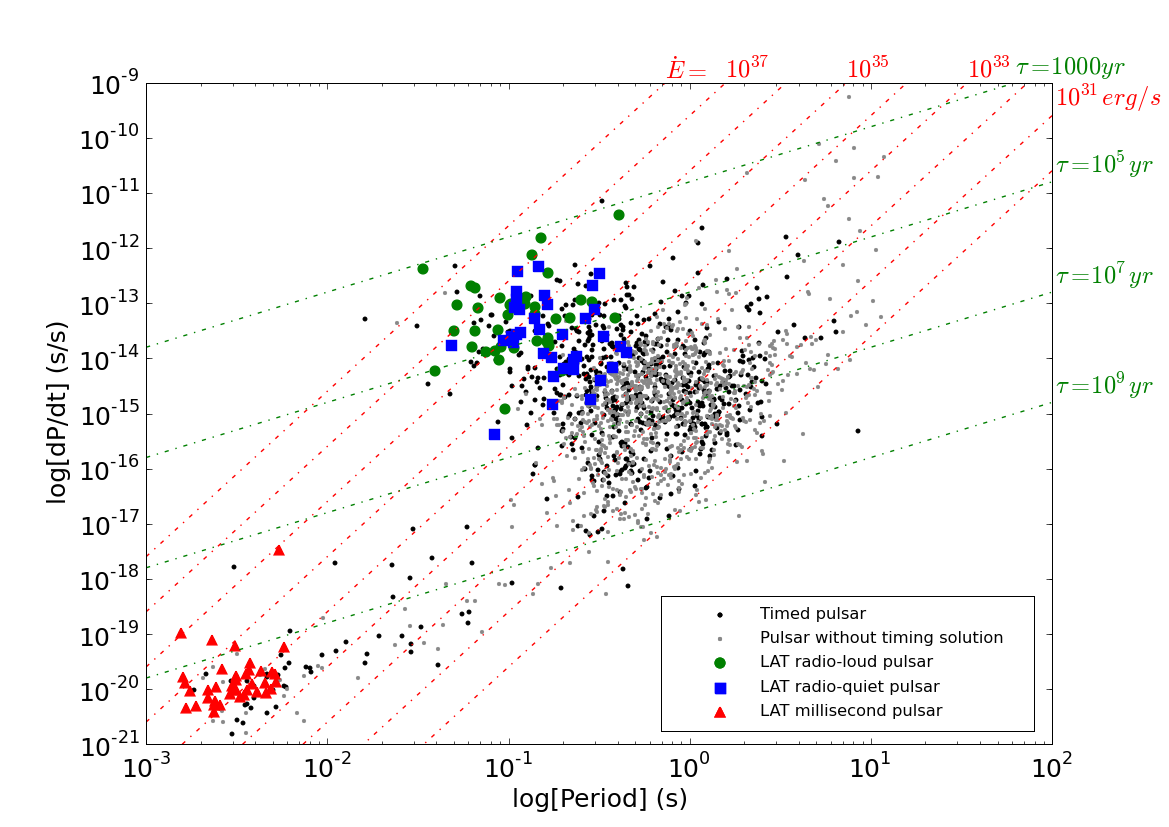 Ė = 10^37 10^35 10^33 τ=1000yr
10^31 erg/s
τ=10^5 yr
τ=10^7 yr
τ=10^9 yr
10^-9
10^-10
10^-11
10^-12
10^-13
10^-14
10^-15
10^-16
10^-17
10^-18
10^-19
10^-20
10^-21
log[dP/dt] (s/s)
Timed pulsar
Pulsar without timing solution
LAT radio-loud pulsar
LAT radio-quiet pulsar
LAT millisecond pulsar
10^-3 10^-2 10^-1 10^0 10^1 10^2
log[Period] (s)